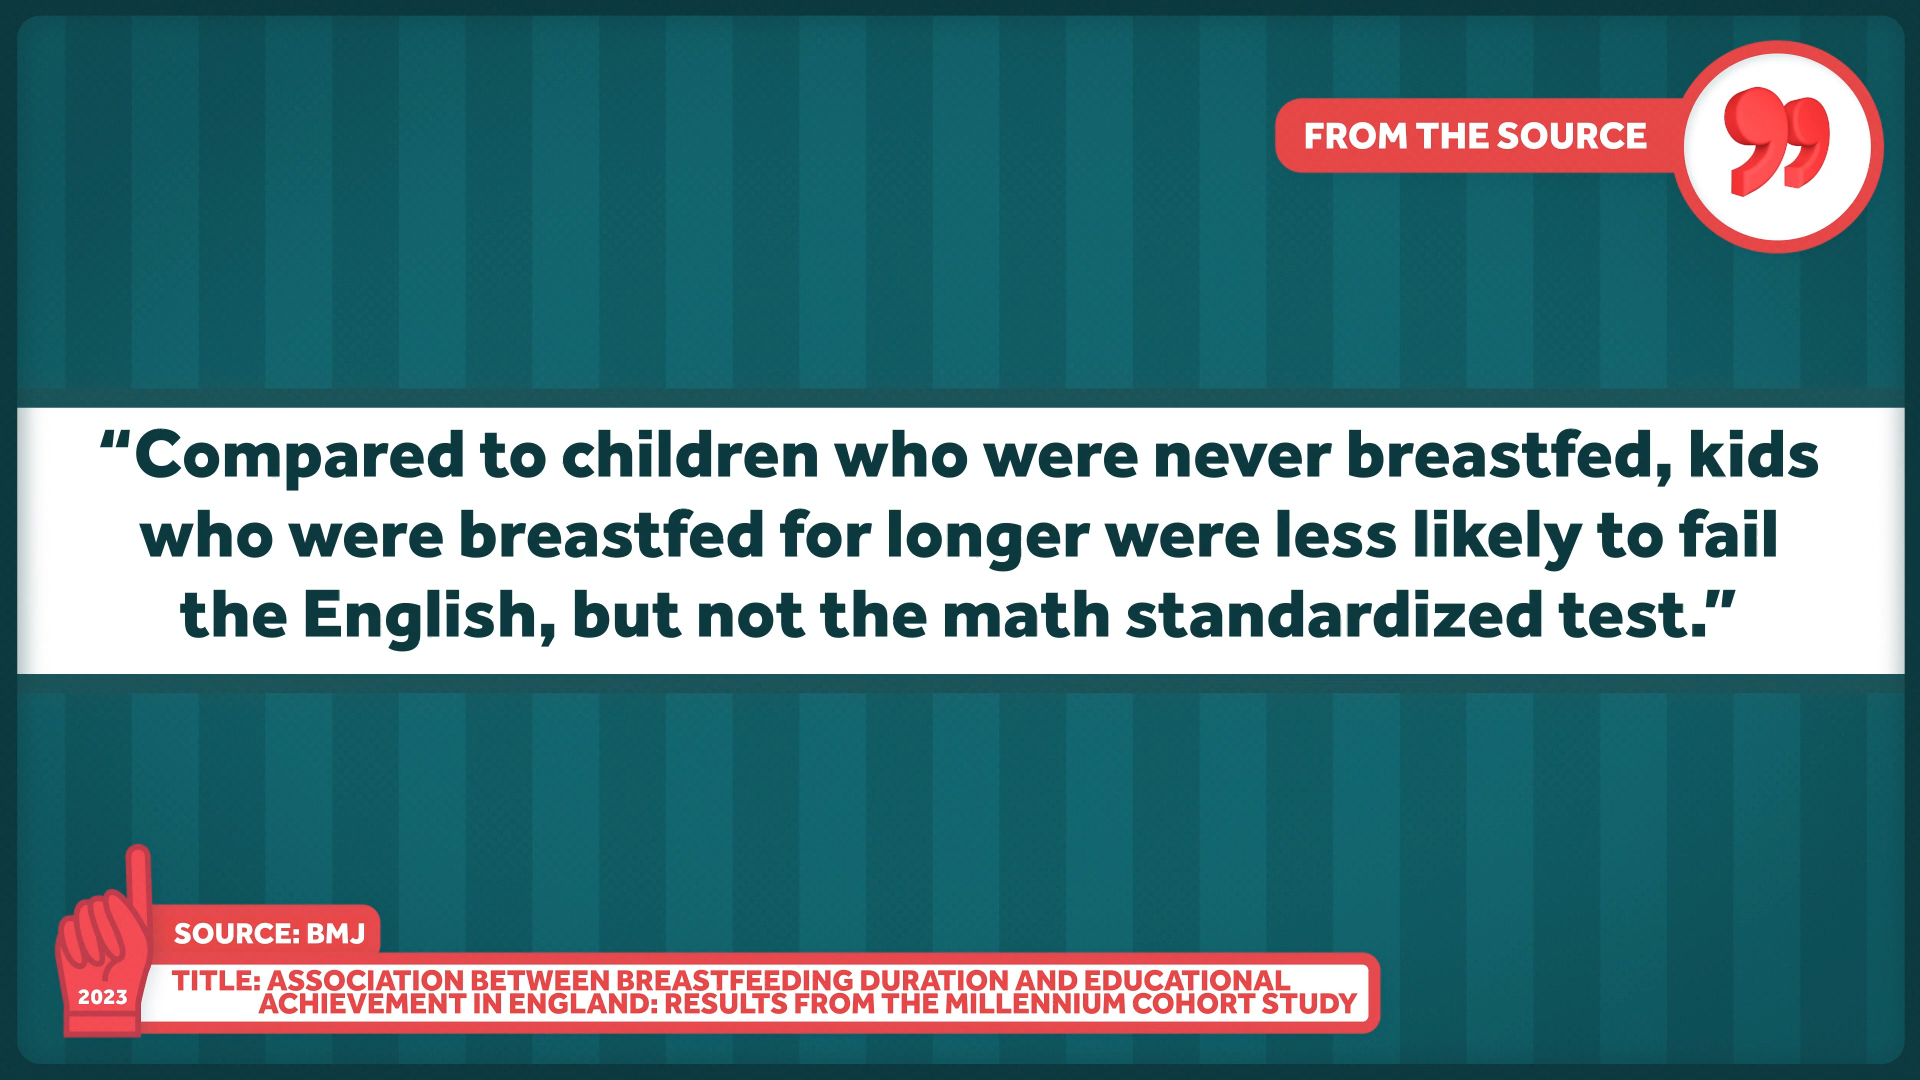 FROM THE SOURCE
“Compared to children who were never breastfed, kids
who were breastfed for longer were less likely to fail
the English, but not the math standardized test.”
SOURCE: BMJ
2023
TITLE: ASSOCIATION BETWEEN BREASTFEEDING DURATION AND EDUCATIONAL
ACHIEVEMENT IN ENGLAND: RESULTS FROM THE MILLENNIUM COHORT STUDY